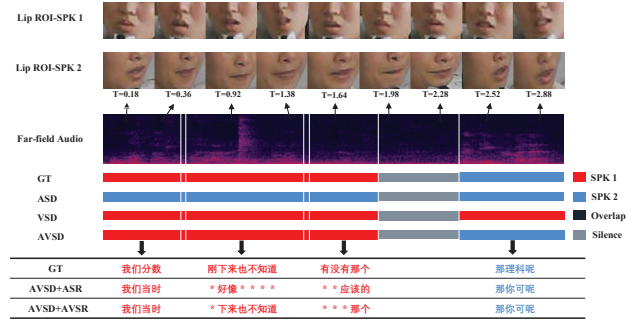 Lip ROI-SPK 1
Lip ROI-SPK 2
T=0.18 T=0.36 T=0.92 T=1.38 T=1.64 T=1.98 T=2.28 T=2.52 T=2.88
Far-field Audio
GT
ASD
VSD
AVSD
SPK 1
SPK 2
Overlap
Silence
GT 我们分数 刚下来也不知道 有没有那个 那理科呢
AVSD+ASR 我们当时 * 好像 * * * * * * 应该的 那你可呢
AVSD+AVSR 我们当时 * 下来也不知道 * * * 那个 那你可呢